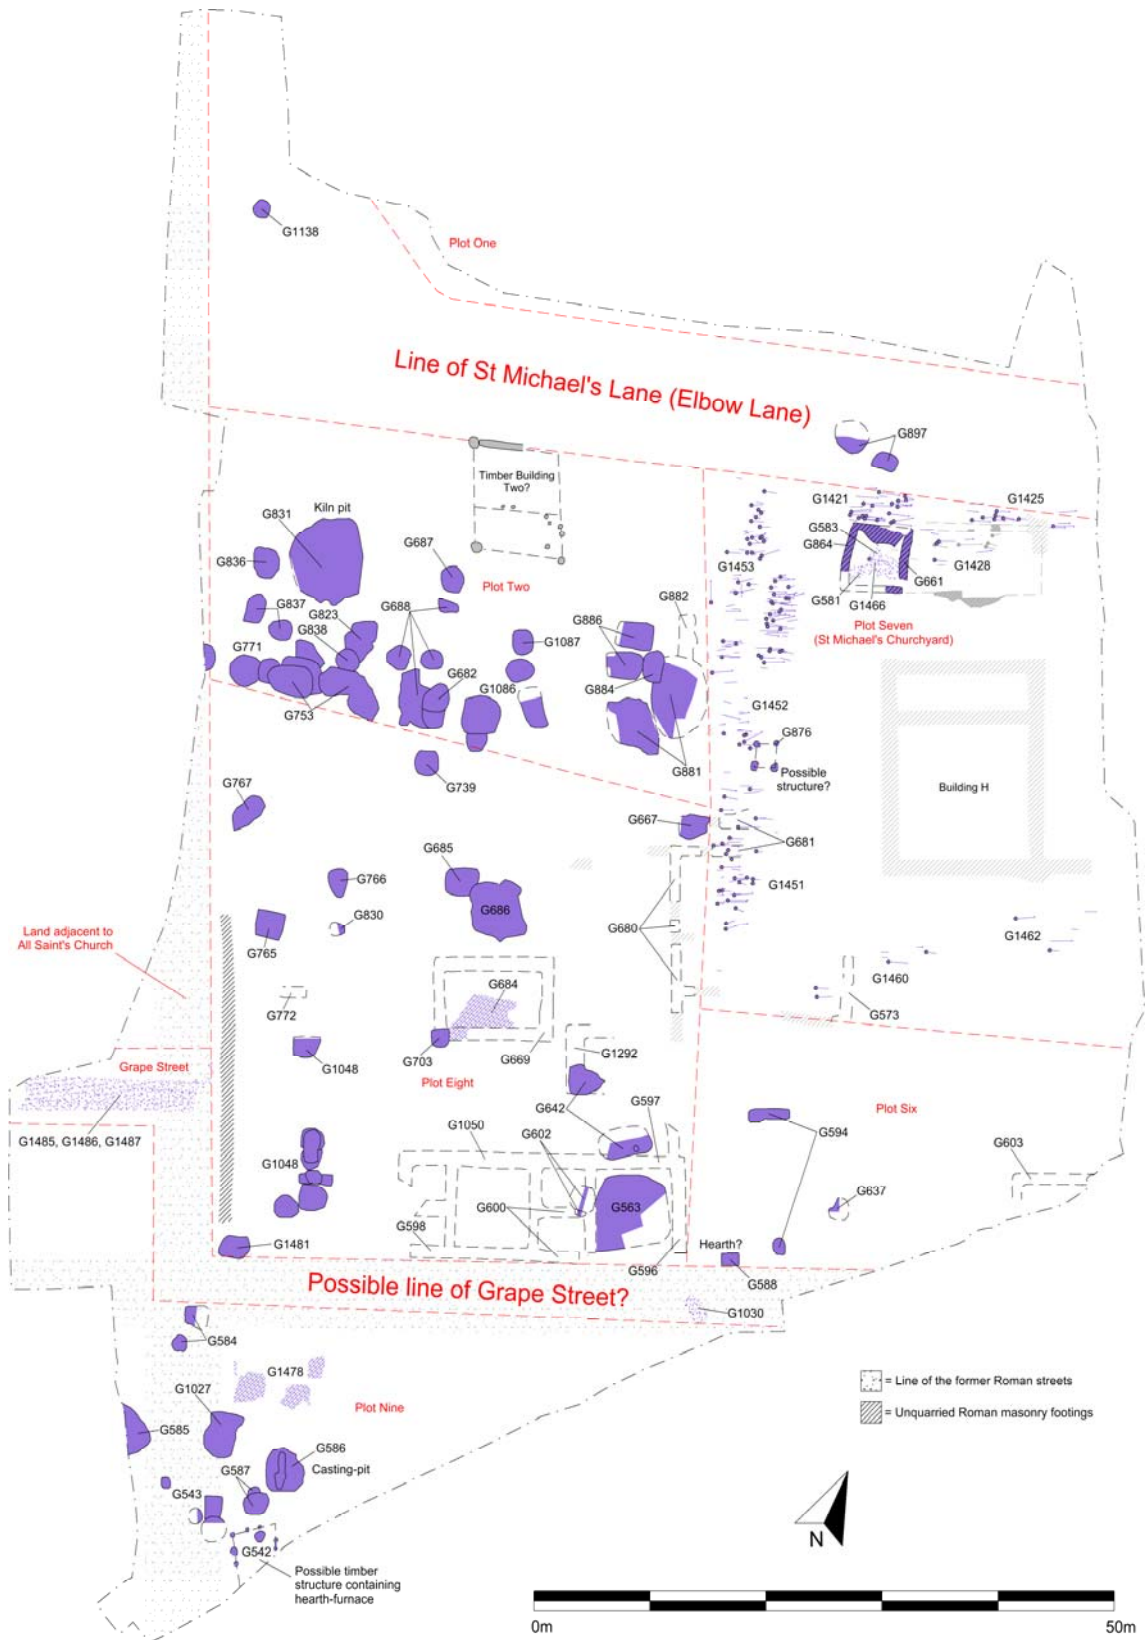 G1138
Plot One
Line of St Michael's Lane (Elbow Lane)
G897
Timber Building
Two?
Kiln pit
G831
G836
G687
Plot Two
G837
G823
G838
G688
G771
G753
G682
G1086
G1087
G886
G882
G884
G881
G739
G1421
G583
G864
G1425
G1453
G1428
G661
G581
G1466
Plot Seven
(St Michael's Churchyard)
G1452
G876
Possible
structure?
Building H
G767
G667
G681
G685
G766
G686
G1451
G830
G680
G765
G1462
Land adjacent to
All Saint's Church
G684
G1460
G772
G573
G703
G669
G1292
G1048
Grape Street
Plot Eight
G642
G597
Plot Six
G1485, G1486, G1487
G1050
G602
G594
G603
G1048
G637
G600
G563
G598
G1481
Hearth?
G596
G588
Possible line of Grape Street?
G1030
G584
G1478
= Line of the former Roman streets
G1027
Plot Nine
= Unquarried Roman masonry footings
G585
G586
Casting-pit
G587
G543
G542
N
Possible timber
structure containing
hearth-furnace
0m
50m